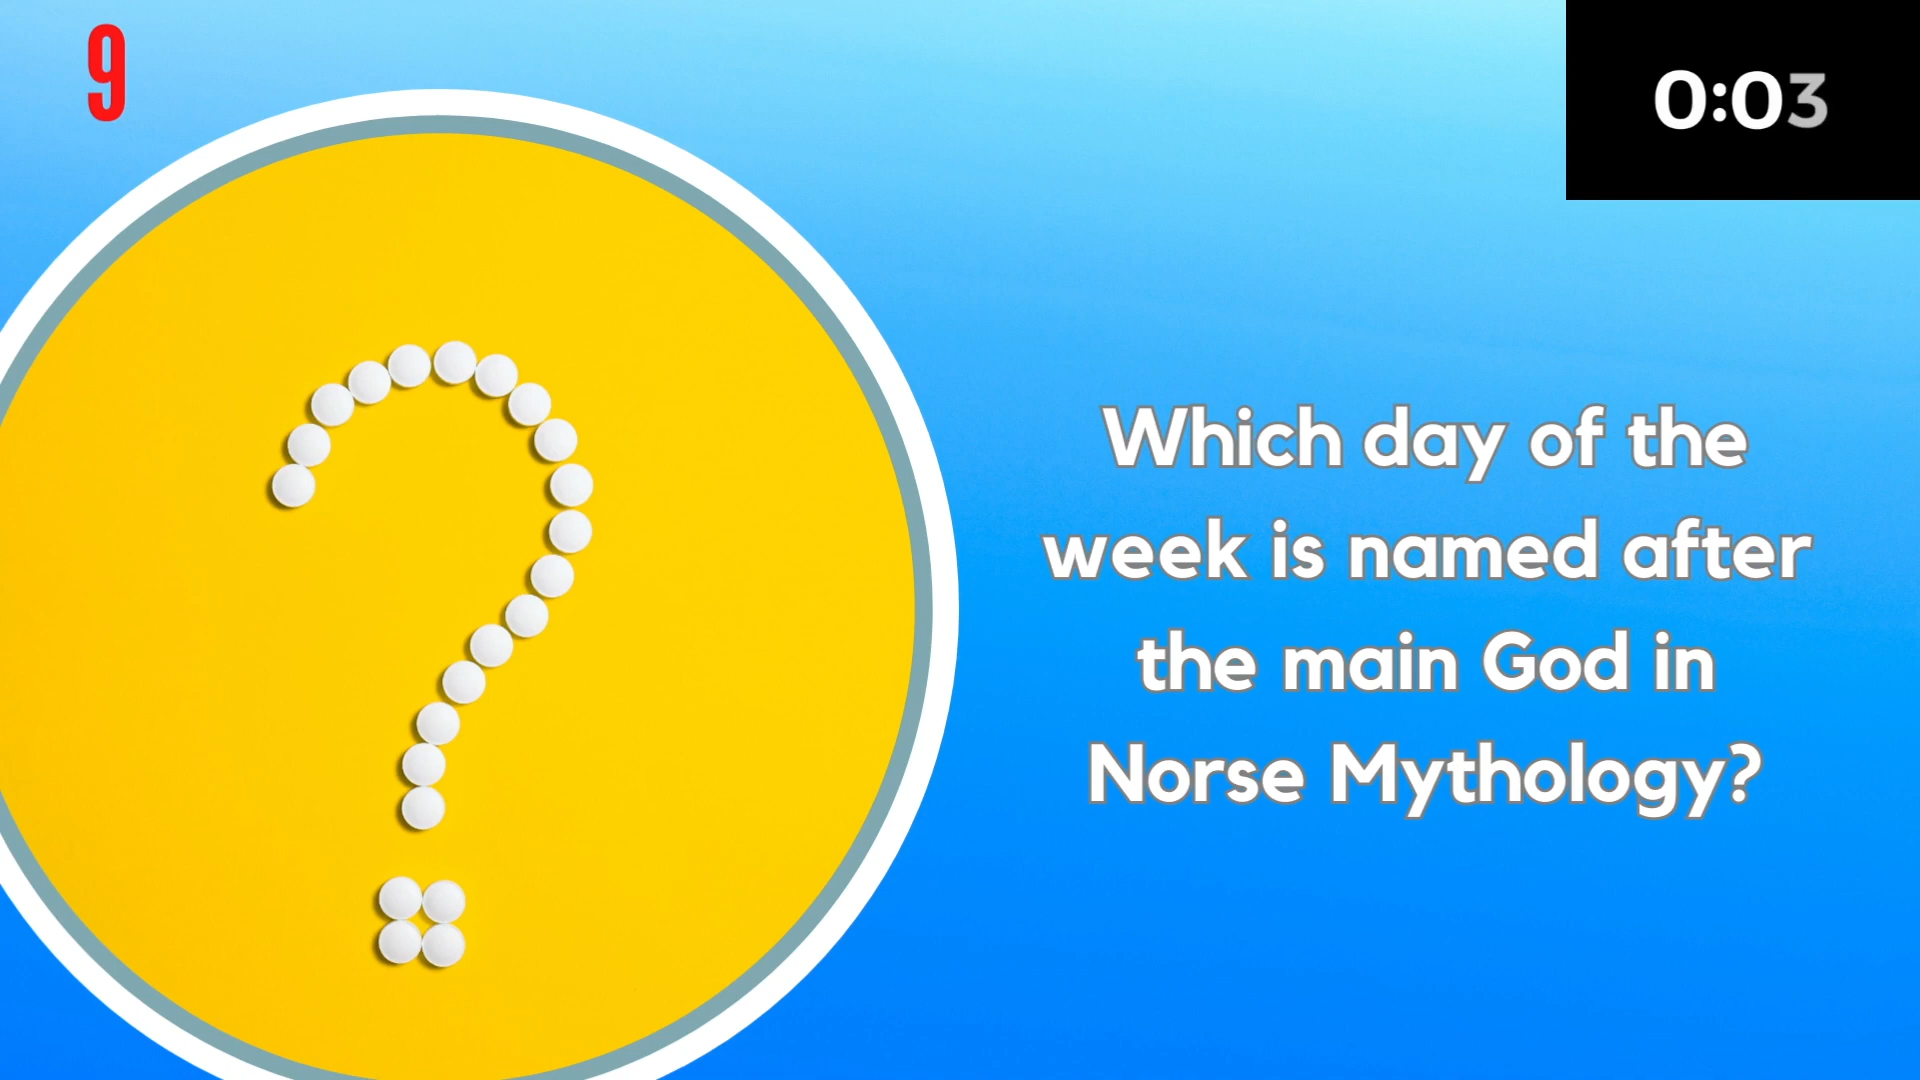 9
0:03
Which day of the
week is named after
the main God in
Norse Mythology?